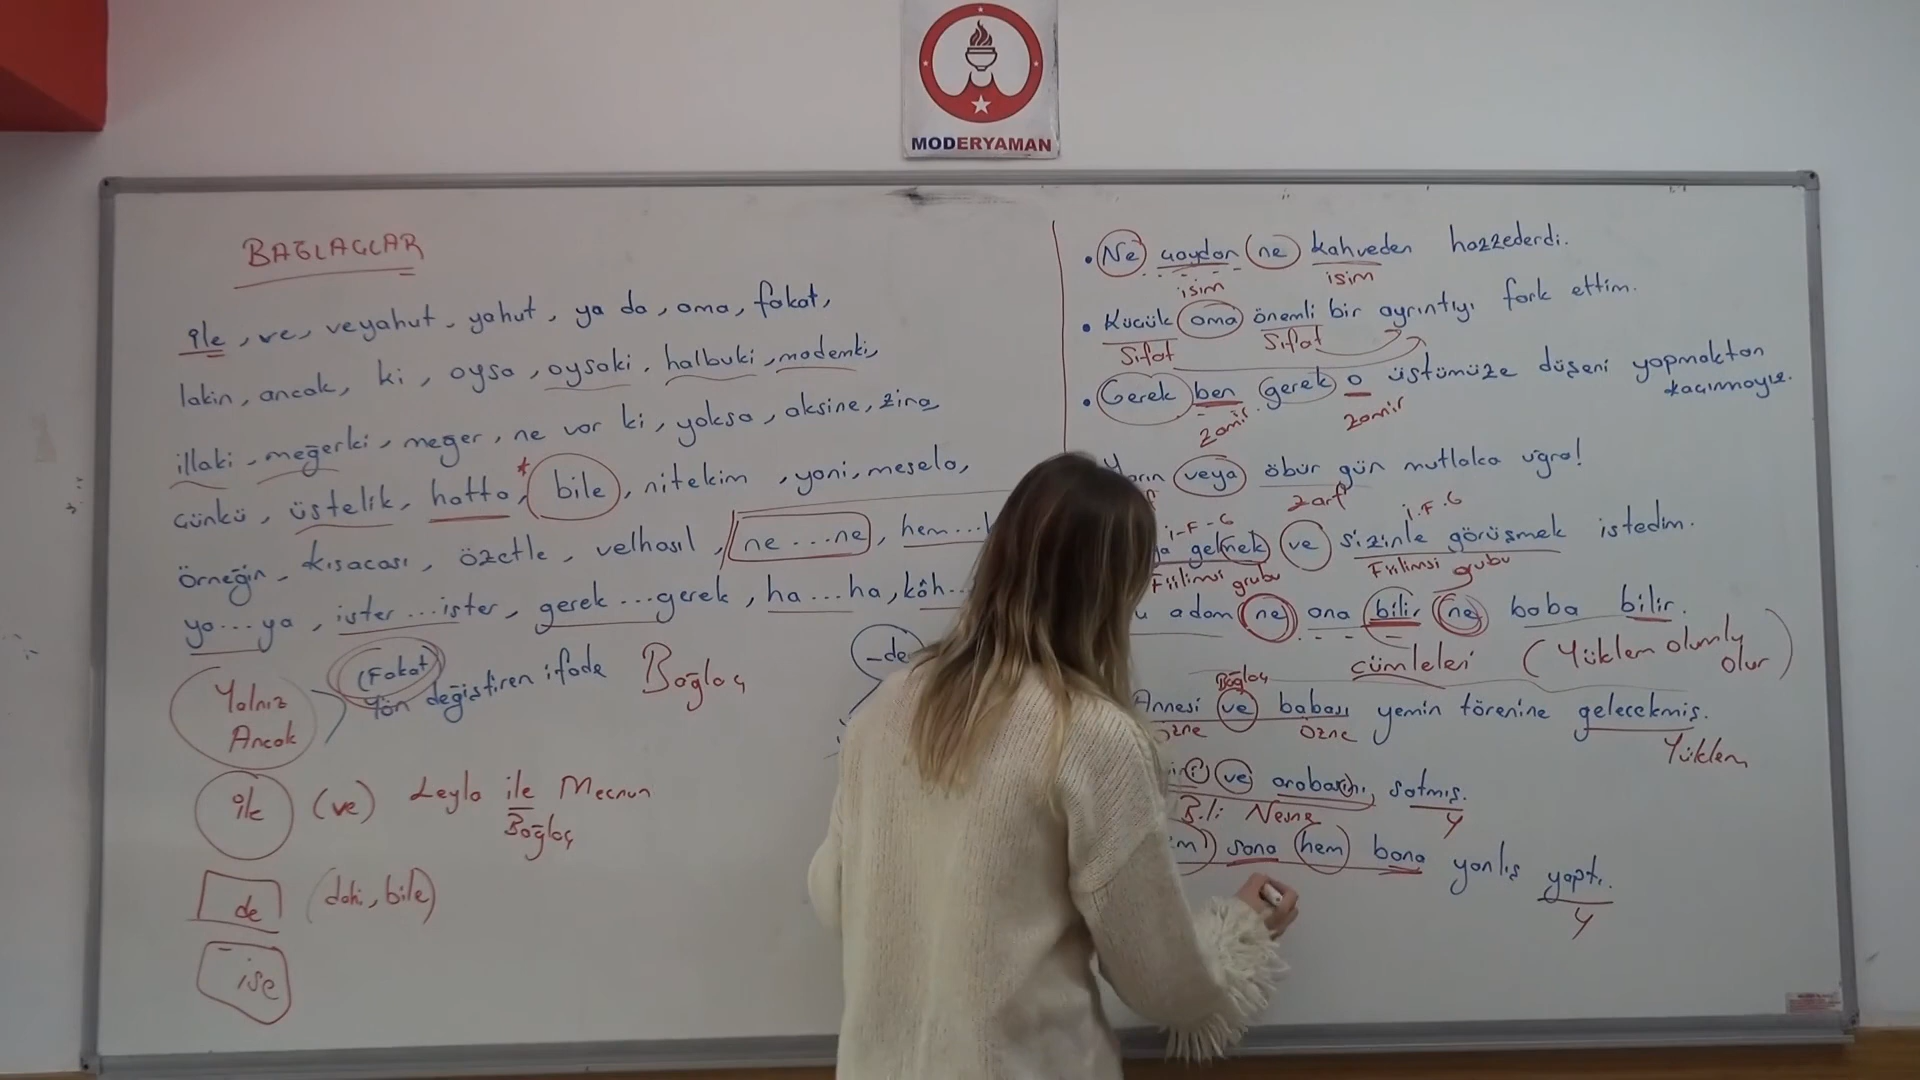 MODERYAMAN
BAĞLAÇLAR
ile, ve, veyahut, yahut, ya da, ama, fakat,
lakin, ancak, ki, oysa, oysaki, halbuki, mademki,
illaki, meğerki, meğer, ne var ki, yoksa, aksine, zira,
çünkü, üstelik, hatta, * bile, nitekim, yani, mesela,
örneğin, kısacası, özetle, velhasıl, ne...ne, hem...
ya...ya, ister...ister, gerek...gerek, ha...ha, kâh...
Yalnız
Ancak
(Fakat)
Yön değiştiren ifade Bağlaç
-de
ile (ve) Leyla ile Mecnun
Bağlaç
de (dahi, bile)
ise
• Ne çaydan ne kahveden hazzederdi.
isim isim
• Küçük ama önemli bir ayrıntıyı fark ettim.
Sıfat Sıfat
• Gerek ben gerek o üstümüze düşeni yapmaktan
kaçınmayız.
zamir zamir
veya öbür gün mutlaka uğra!
zarf
i-F-G i.F.G
gelmek ve sizinle görüşmek istedim.
Fiilimsi grubu Fiilimsi grubu
adam ne ana bilir ne baba bilir.
cümleleri (Yüklem olumlu
olur)
Bağlaç
Annesi ve babası yemin törenine gelecekmiş.
özne özne Yüklem
ve arabasını, satmış.
B.li Nesne Y
sana hem bana yanlış yaptı.
Y